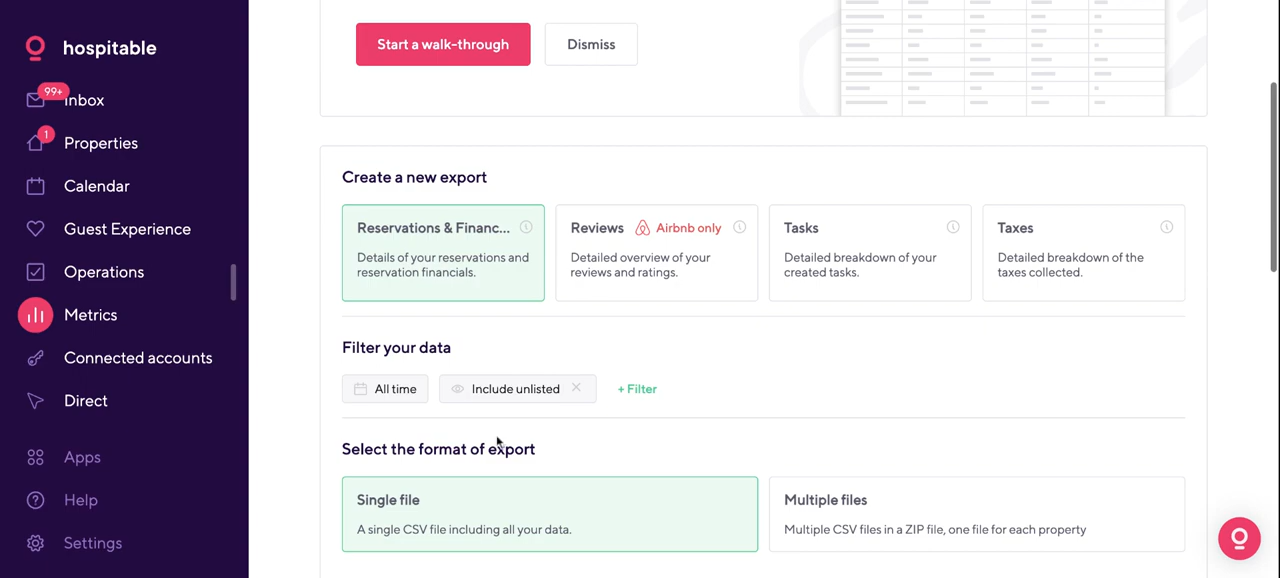 hospitable
99+
Inbox
1
Properties
Calendar
Guest Experience
Operations
Metrics
Connected accounts
Direct
Apps
Help
Settings
Start a walk-through
Dismiss
Create a new export
Reservations & Financ...
Details of your reservations and
reservation financials.
Reviews Airbnb only
Detailed overview of your
reviews and ratings.
Tasks
Detailed breakdown of your
created tasks.
Taxes
Detailed breakdown of the
taxes collected.
Filter your data
All time
Include unlisted
+ Filter
Select the format of export
Single file
A single CSV file including all your data.
Multiple files
Multiple CSV files in a ZIP file, one file for each property